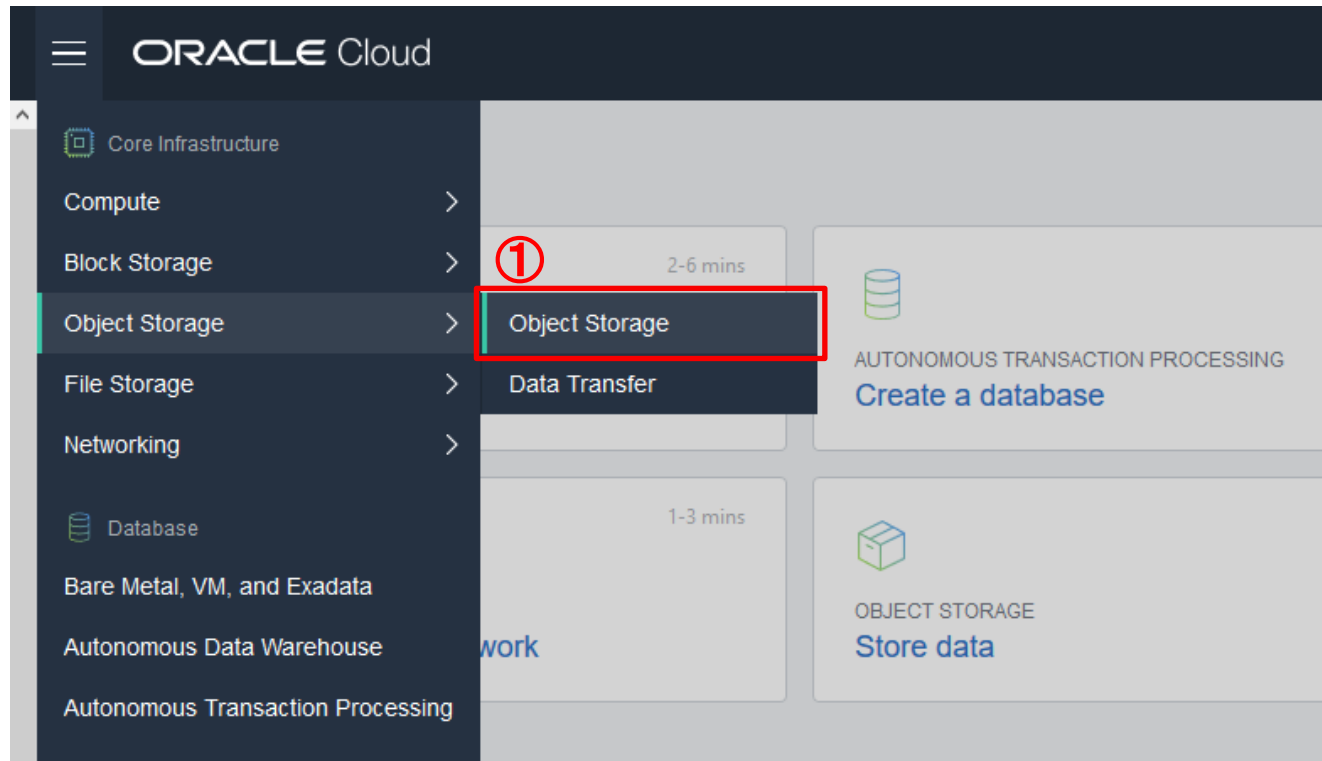 ORACLE Cloud
Core Infrastructure
Compute
Block Storage
Object Storage
File Storage
Networking
Database
Bare Metal, VM, and Exadata
Autonomous Data Warehouse
Autonomous Transaction Processing
①
Object Storage
Data Transfer
2-6 mins
AUTONOMOUS TRANSACTION PROCESSING
Create a database
1-3 mins
work
OBJECT STORAGE
Store data